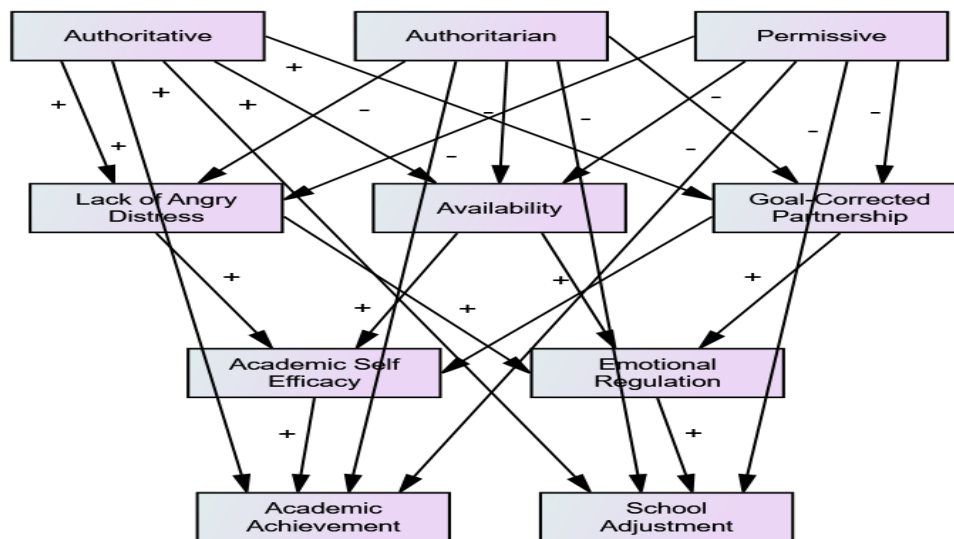 Authoritative
Authoritarian
Permissive
+
+
+
+
+
-
-
-
-
-
-
-
-
+
Lack of Angry
Distress
Availability
Goal-Corrected
Partnership
+
+
+
+
+
Academic Self
Efficacy
Emotional
Regulation
+
+
Academic
Achievement
School
Adjustment